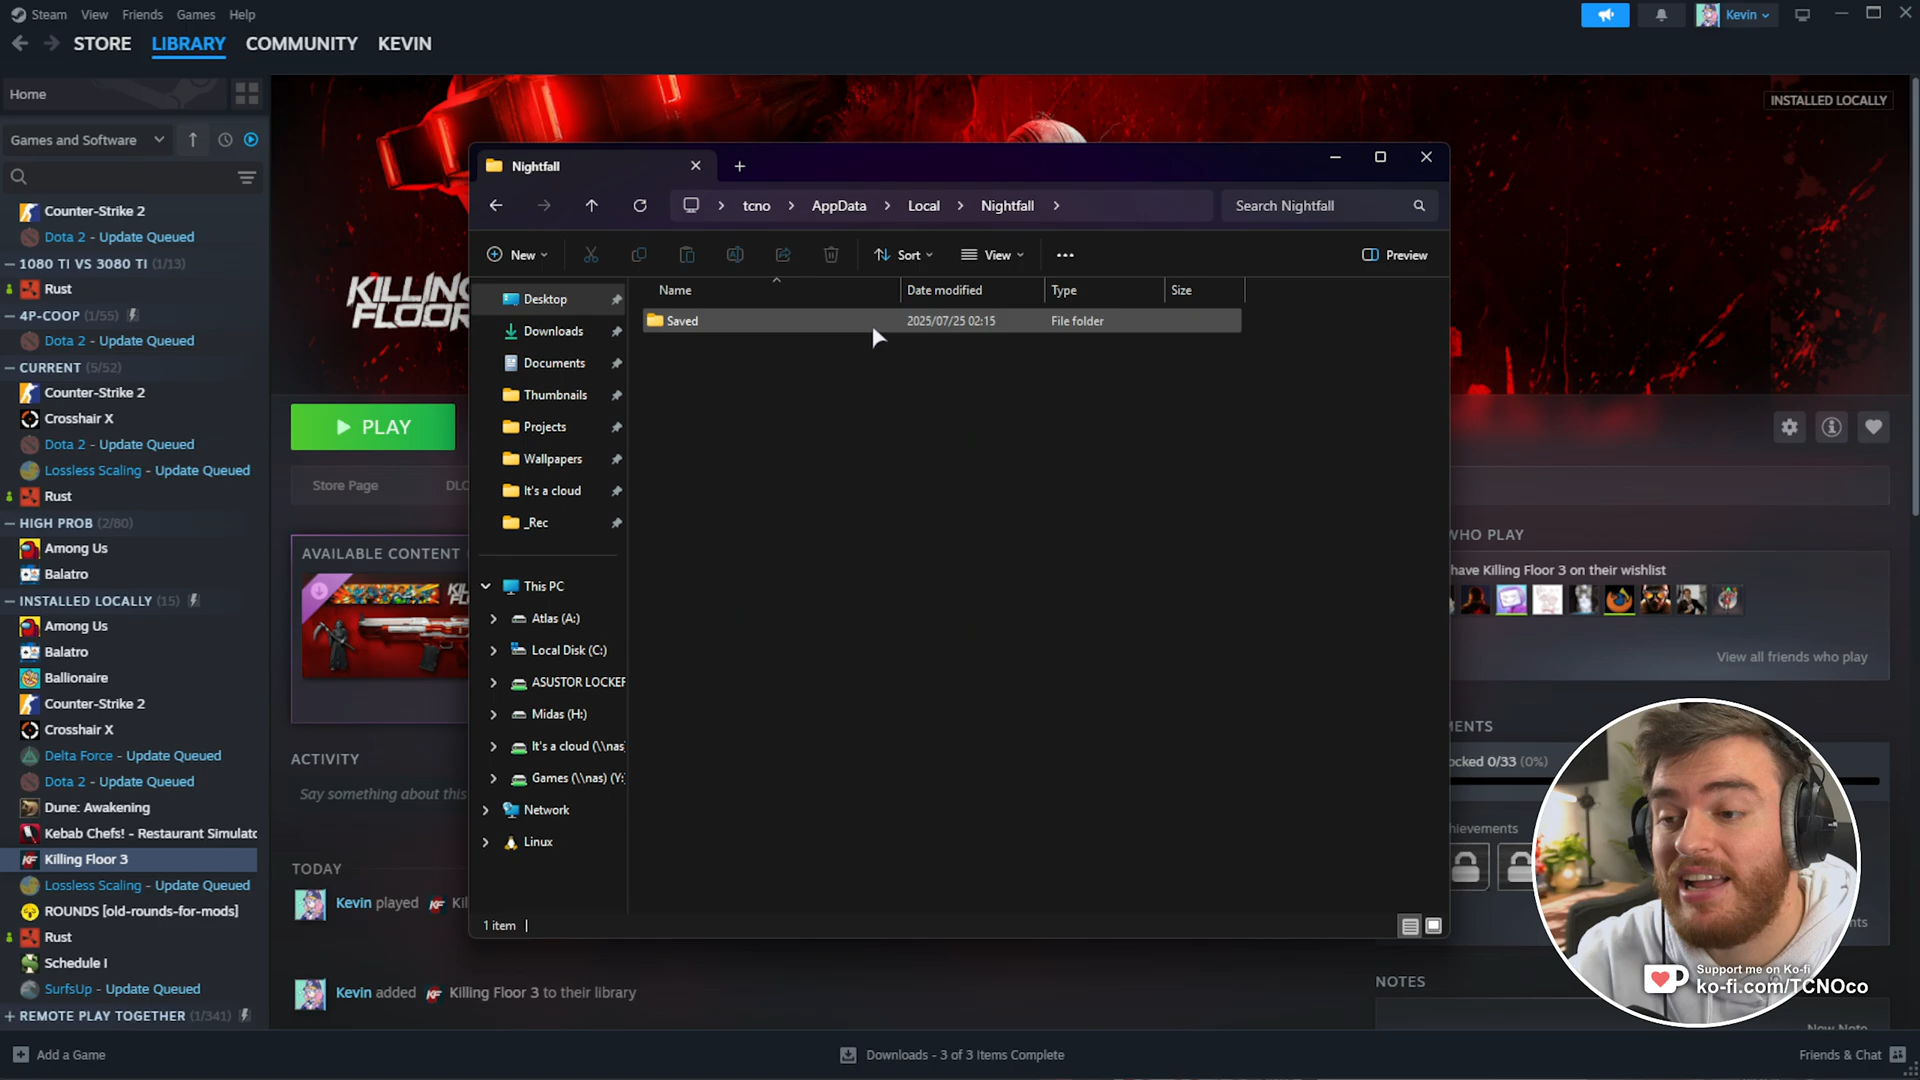 Steam View Friends Games Help
Kevin
STORE LIBRARY COMMUNITY KEVIN
Home
Games and Software
Counter-Strike 2
Dota 2 - Update Queued
1080 TI VS 3080 TI (1/13)
Rust
4P-COOP (1/55)
Dota 2 - Update Queued
CURRENT (5/52)
Counter-Strike 2
Crosshair X
Dota 2 - Update Queued
Lossless Scaling - Update Queued
Rust
HIGH PROB (2/80)
Among Us
Balatro
INSTALLED LOCALLY (15)
Among Us
Balatro
Ballionaire
Counter-Strike 2
Crosshair X
Delta Force - Update Queued
Dota 2 - Update Queued
Dune: Awakening
Kebab Chefs! - Restaurant Simulato
Killing Floor 3
Lossless Scaling - Update Queued
ROUNDS [old-rounds-for-mods]
Rust
Schedule I
SurfsUp - Update Queued
REMOTE PLAY TOGETHER (1/341)
INSTALLED LOCALLY
KILLING
FLOOR
PLAY
Store Page DLC
AVAILABLE CONTENT
ACTIVITY
Say something about this
TODAY
Kevin played Kil
Kevin added Killing Floor 3 to their library
Nightfall
tcno AppData Local Nightfall
Search Nightfall
New Sort View Preview
Name Date modified Type Size
Saved 2025/07/25 02:15 File folder
Desktop
Downloads
Documents
Thumbnails
Projects
Wallpapers
It's a cloud
_Rec
This PC
Atlas (A:)
Local Disk (C:)
ASUSTOR LOCKER
Midas (H:)
It's a cloud (\\nas
Games (\\nas) (Y:
Network
Linux
1 item
WHO PLAY
have Killing Floor 3 on their wishlist
View all friends who play
MENTS
ocked 0/33 (0%)
hievements
nts
NOTES
New Note
Support me on Ko-fi
ko-fi.com/TCNOco
Add a Game
Downloads - 3 of 3 Items Complete
Friends & Chat